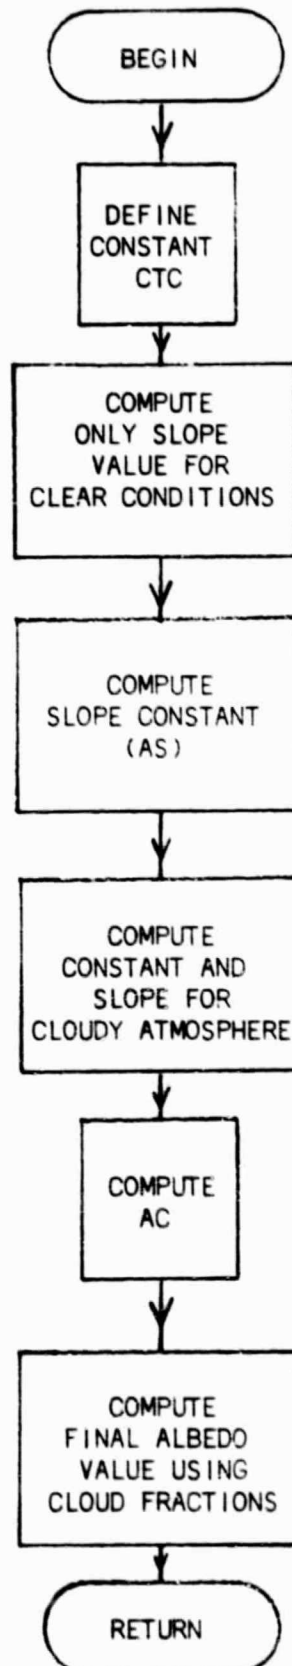 BEGIN
DEFINE
CONSTANT
CTC
COMPUTE
ONLY SLOPE
VALUE FOR
CLEAR CONDITIONS
COMPUTE
SLOPE CONSTANT
(AS)
COMPUTE
CONSTANT AND
SLOPE FOR
CLOUDY ATMOSPHERE
COMPUTE
AC
COMPUTE
FINAL ALBEDO
VALUE USING
CLOUD FRACTIONS
RETURN